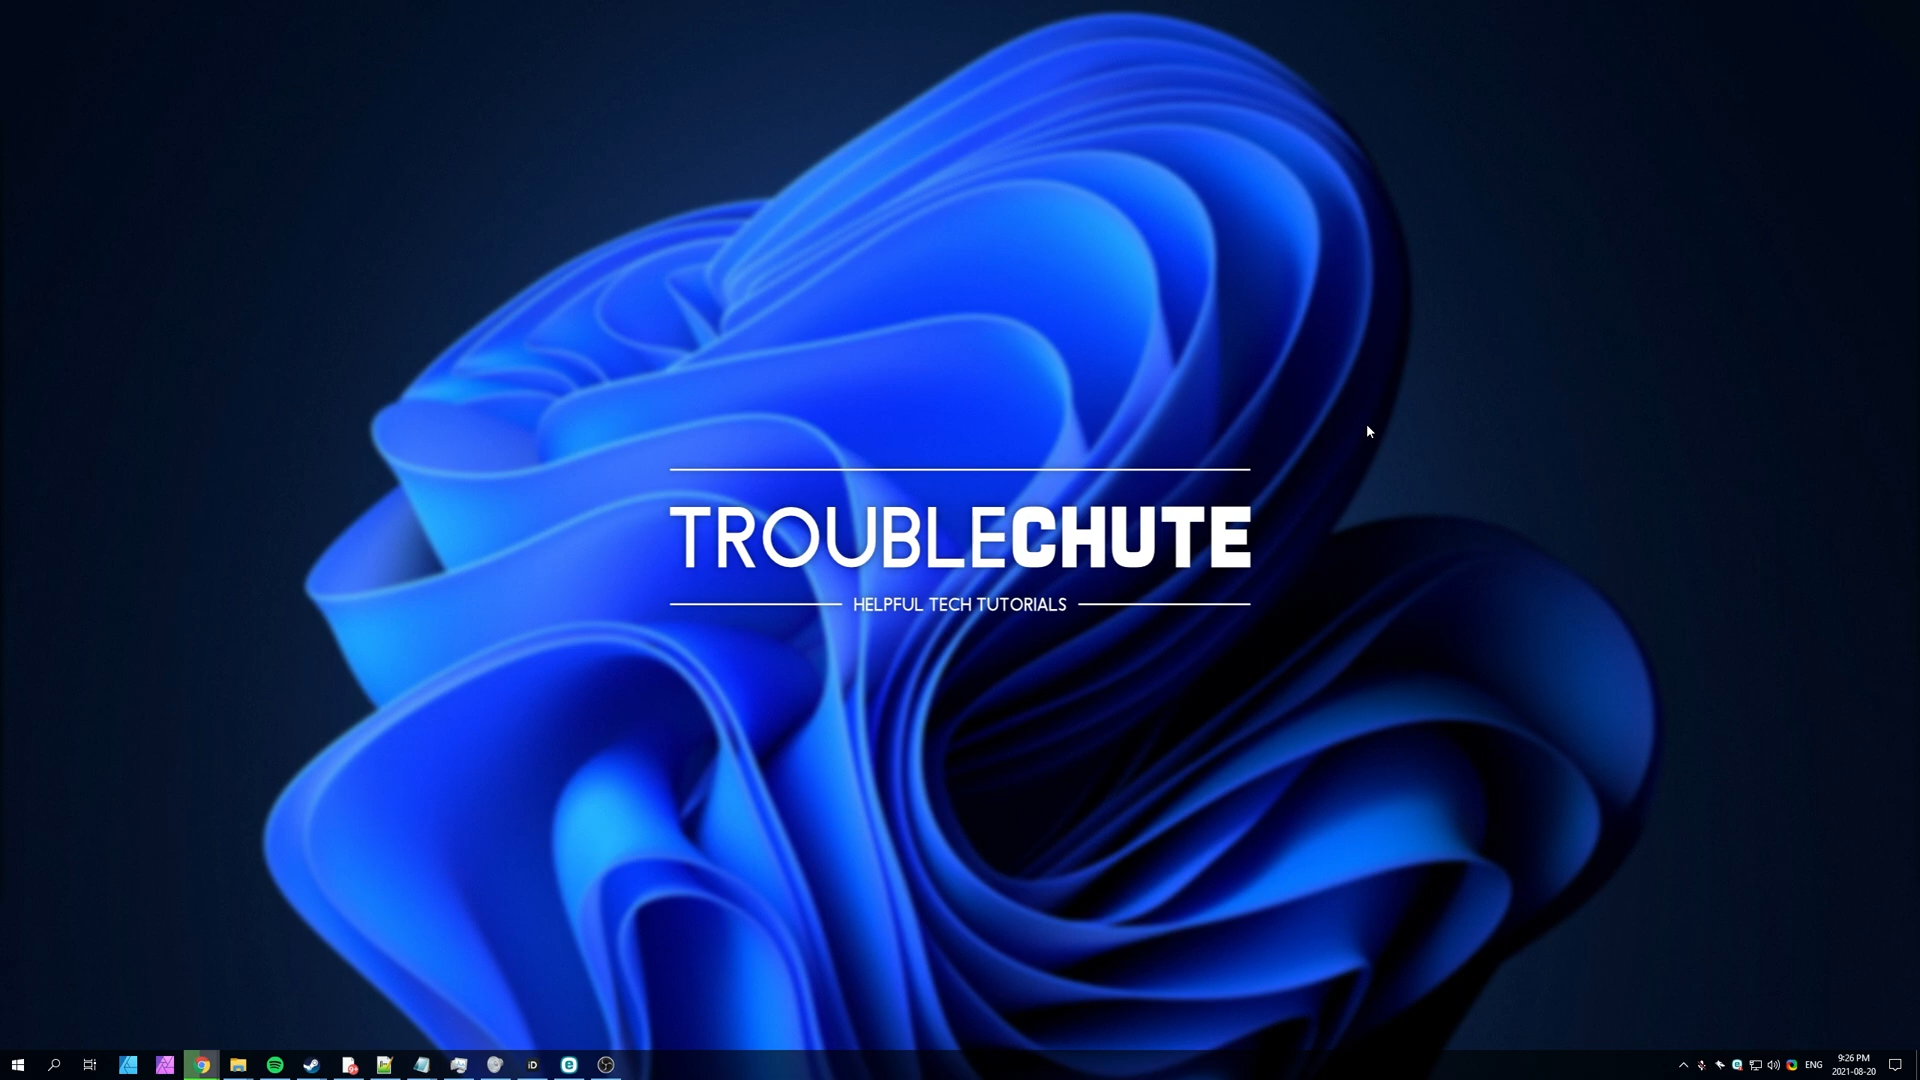 TROUBLECHUTE
HELPFUL TECH TUTORIALS
ENG
9:26 PM
2021-08-20